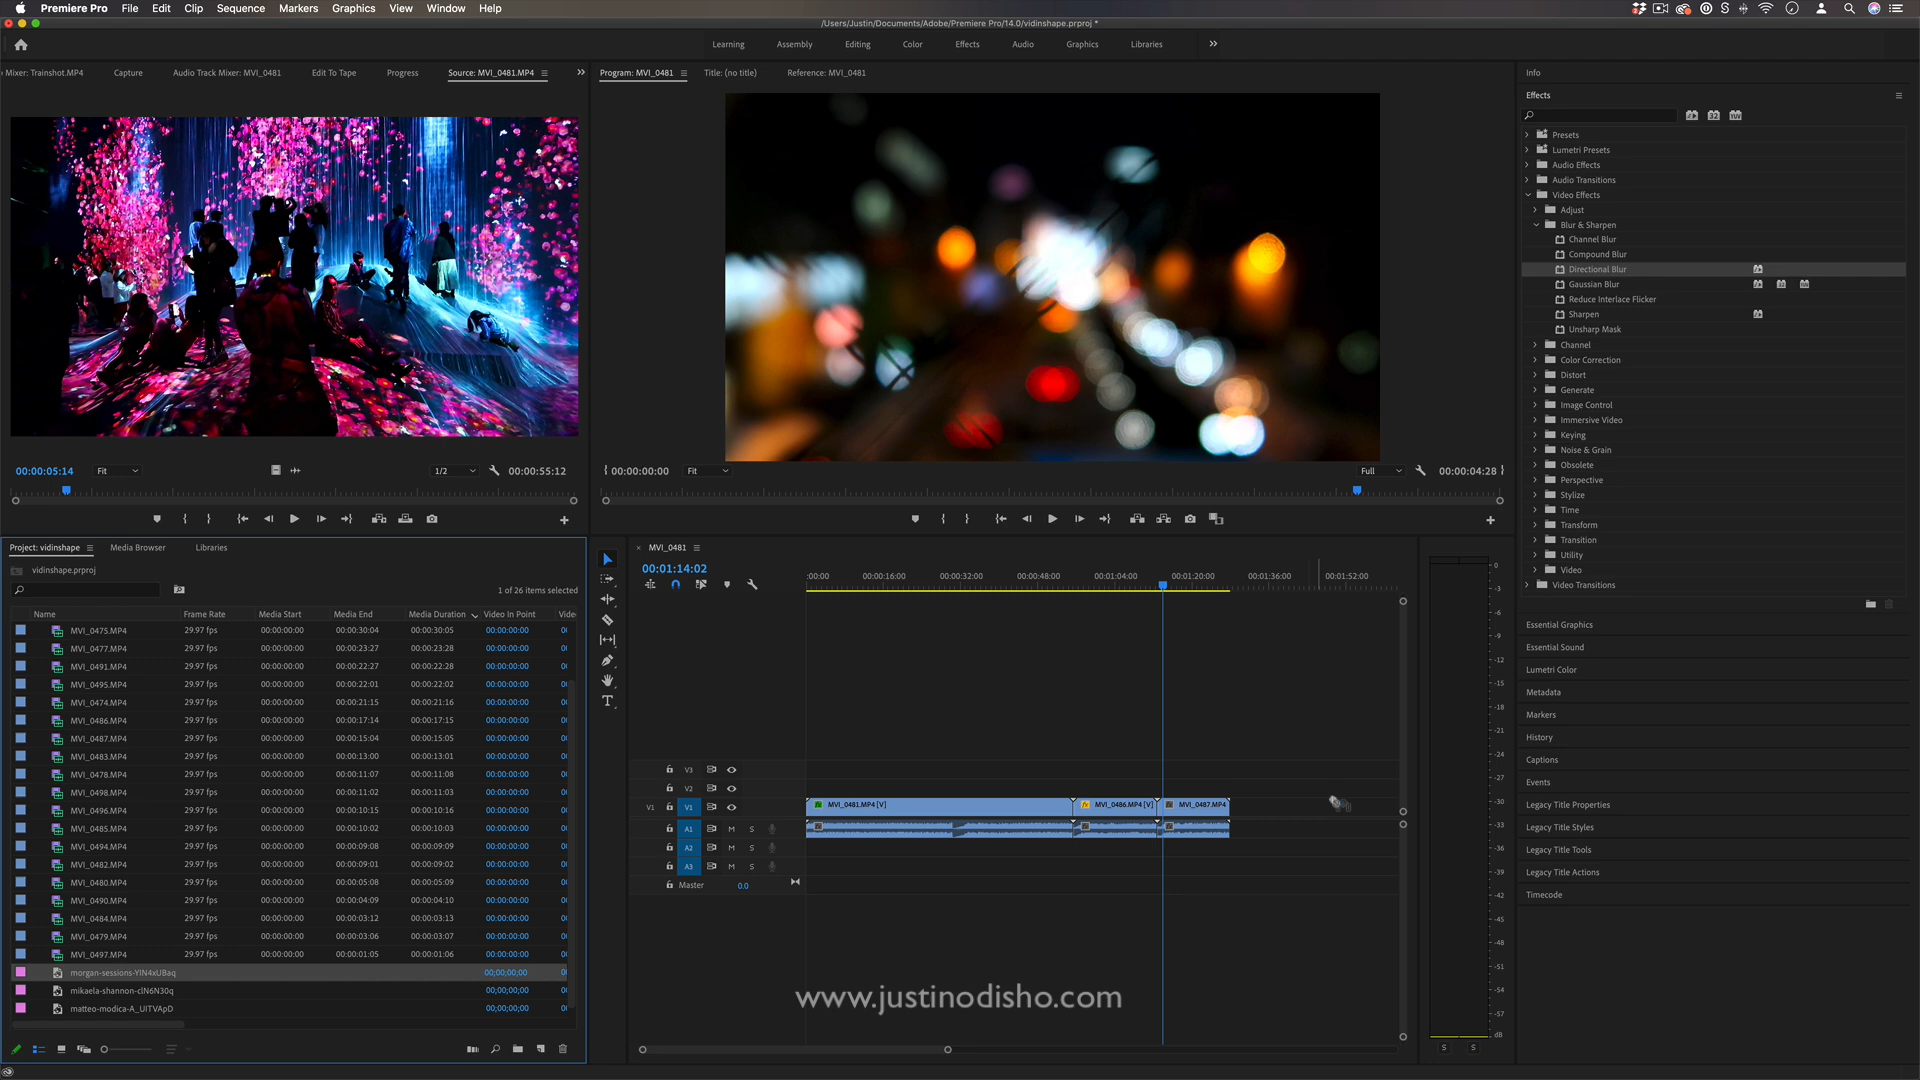 Premiere Pro File Edit Clip Sequence Markers Graphics View Window Help
/Users/Justin/Documents/Adobe/Premiere Pro/14.0/vidinshape.prproj *
Learning Assembly Editing Color Effects Audio Graphics Libraries
Mixer: Trainshot.MP4 Capture Audio Track Mixer: MVI_0481 Edit To Tape Progress Source: MVI_0481.MP4
Program: MVI_0481 Title: (no title) Reference: MVI_0481
00:00:05:14 Fit 1/2 00:00:55:12
00:00:00:00 Fit Full 00:00:04:28
Project: vidinshape Media Browser Libraries
vidinshape.prproj
1 of 26 items selected
Name Frame Rate Media Start Media End Media Duration Video In Point
MVI_0475.MP4 29.97 fps 00:00:00:00 00:00:30:04 00:00:30:05 00:00:00:00
MVI_0477.MP4 29.97 fps 00:00:00:00 00:00:23:27 00:00:23:28 00:00:00:00
MVI_0491.MP4 29.97 fps 00:00:00:00 00:00:22:27 00:00:22:28 00:00:00:00
MVI_0495.MP4 29.97 fps 00:00:00:00 00:00:22:01 00:00:22:02 00:00:00:00
MVI_0474.MP4 29.97 fps 00:00:00:00 00:00:21:15 00:00:21:16 00:00:00:00
MVI_0486.MP4 29.97 fps 00:00:00:00 00:00:17:14 00:00:17:15 00:00:00:00
MVI_0487.MP4 29.97 fps 00:00:00:00 00:00:15:04 00:00:15:05 00:00:00:00
MVI_0483.MP4 29.97 fps 00:00:00:00 00:00:13:00 00:00:13:01 00:00:00:00
MVI_0478.MP4 29.97 fps 00:00:00:00 00:00:11:07 00:00:11:08 00:00:00:00
MVI_0498.MP4 29.97 fps 00:00:00:00 00:00:11:02 00:00:11:03 00:00:00:00
MVI_0496.MP4 29.97 fps 00:00:00:00 00:00:10:15 00:00:10:16 00:00:00:00
MVI_0485.MP4 29.97 fps 00:00:00:00 00:00:10:02 00:00:10:03 00:00:00:00
MVI_0494.MP4 29.97 fps 00:00:00:00 00:00:09:08 00:00:09:09 00:00:00:00
MVI_0482.MP4 29.97 fps 00:00:00:00 00:00:09:01 00:00:09:02 00:00:00:00
MVI_0480.MP4 29.97 fps 00:00:00:00 00:00:05:08 00:00:05:09 00:00:00:00
MVI_0490.MP4 29.97 fps 00:00:00:00 00:00:04:09 00:00:04:10 00:00:00:00
MVI_0484.MP4 29.97 fps 00:00:00:00 00:00:03:12 00:00:03:13 00:00:00:00
MVI_0479.MP4 29.97 fps 00:00:00:00 00:00:03:06 00:00:03:07 00:00:00:00
MVI_0497.MP4 29.97 fps 00:00:00:00 00:00:01:05 00:00:01:06 00:00:00:00
morgan-sessions-YIN4xUBaq 00;00;00;00
mikaela-shannon-clN6N30q 00;00;00;00
matteo-modica-A_UITVApD 00;00;00;00
MVI_0481
00:01:14:02
:00:00 00:00:16:00 00:00:32:00 00:00:48:00 00:01:04:00 00:01:20:00 00:01:36:00 00:01:52:00
V3
V2
V1 V1 MVI_0481.MP4 [V] MVI_0486.MP4 [V] MVI_0487.MP4
A1 M S
A2 M S
A3 M S
Master 0.0
www.justinodisho.com
0
-3
-6
-9
-12
-15
-18
-21
-24
-27
-30
-33
-36
-39
-42
-45
-48
-51
-54
-57
dB
S S
Info
Effects
Presets
Lumetri Presets
Audio Effects
Audio Transitions
Video Effects
Adjust
Blur & Sharpen
Channel Blur
Compound Blur
Directional Blur
Gaussian Blur
Reduce Interlace Flicker
Sharpen
Unsharp Mask
Channel
Color Correction
Distort
Generate
Image Control
Immersive Video
Keying
Noise & Grain
Obsolete
Perspective
Stylize
Time
Transform
Transition
Utility
Video
Video Transitions
Essential Graphics
Essential Sound
Lumetri Color
Metadata
Markers
History
Captions
Events
Legacy Title Properties
Legacy Title Styles
Legacy Title Tools
Legacy Title Actions
Timecode